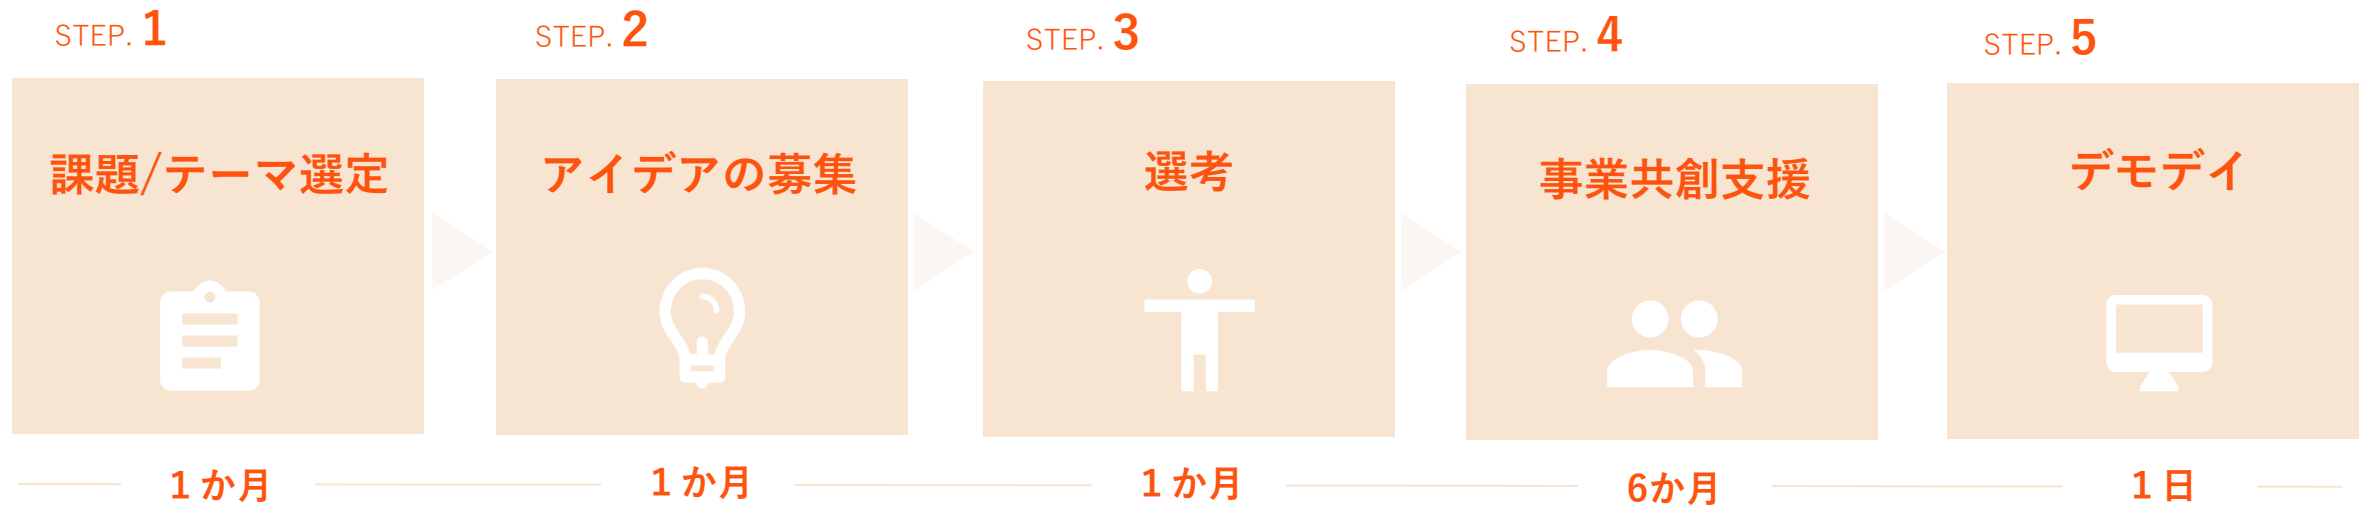 STEP. 1
課題/テーマ選定
1 か月
STEP. 2
アイデアの募集
1 か月
STEP. 3
選考
1 か月
STEP. 4
事業共創支援
6か月
STEP. 5
デモデイ
1 日